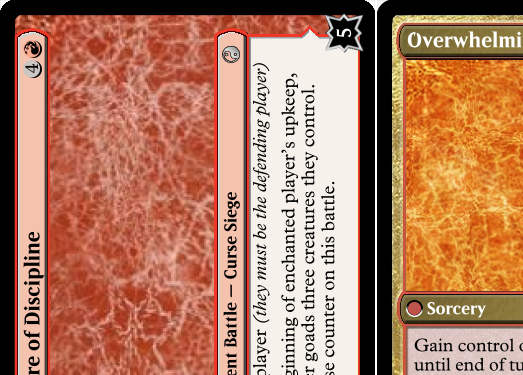 re of Discipline
4
ent Battle – Curse Siege
player (they must be the defending player)
ginning of enchanted player's upkeep,
er goads three creatures they control.
se counter on this battle.
5
Overwhelmi
Sorcery
Gain control o
until end of tu